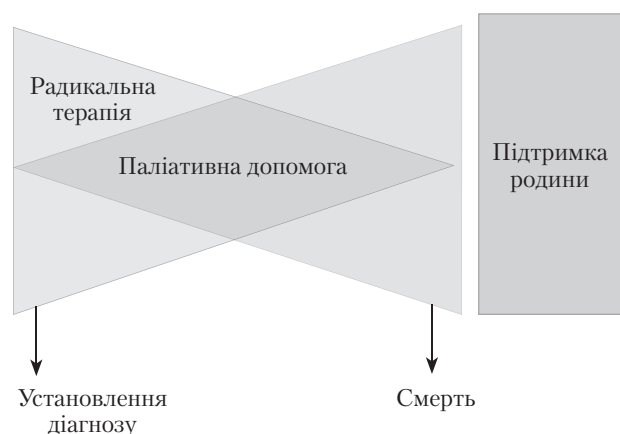 Радикальна
терапія
Паліативна допомога
Підтримка
родини
Установлення
діагнозу
Смерть